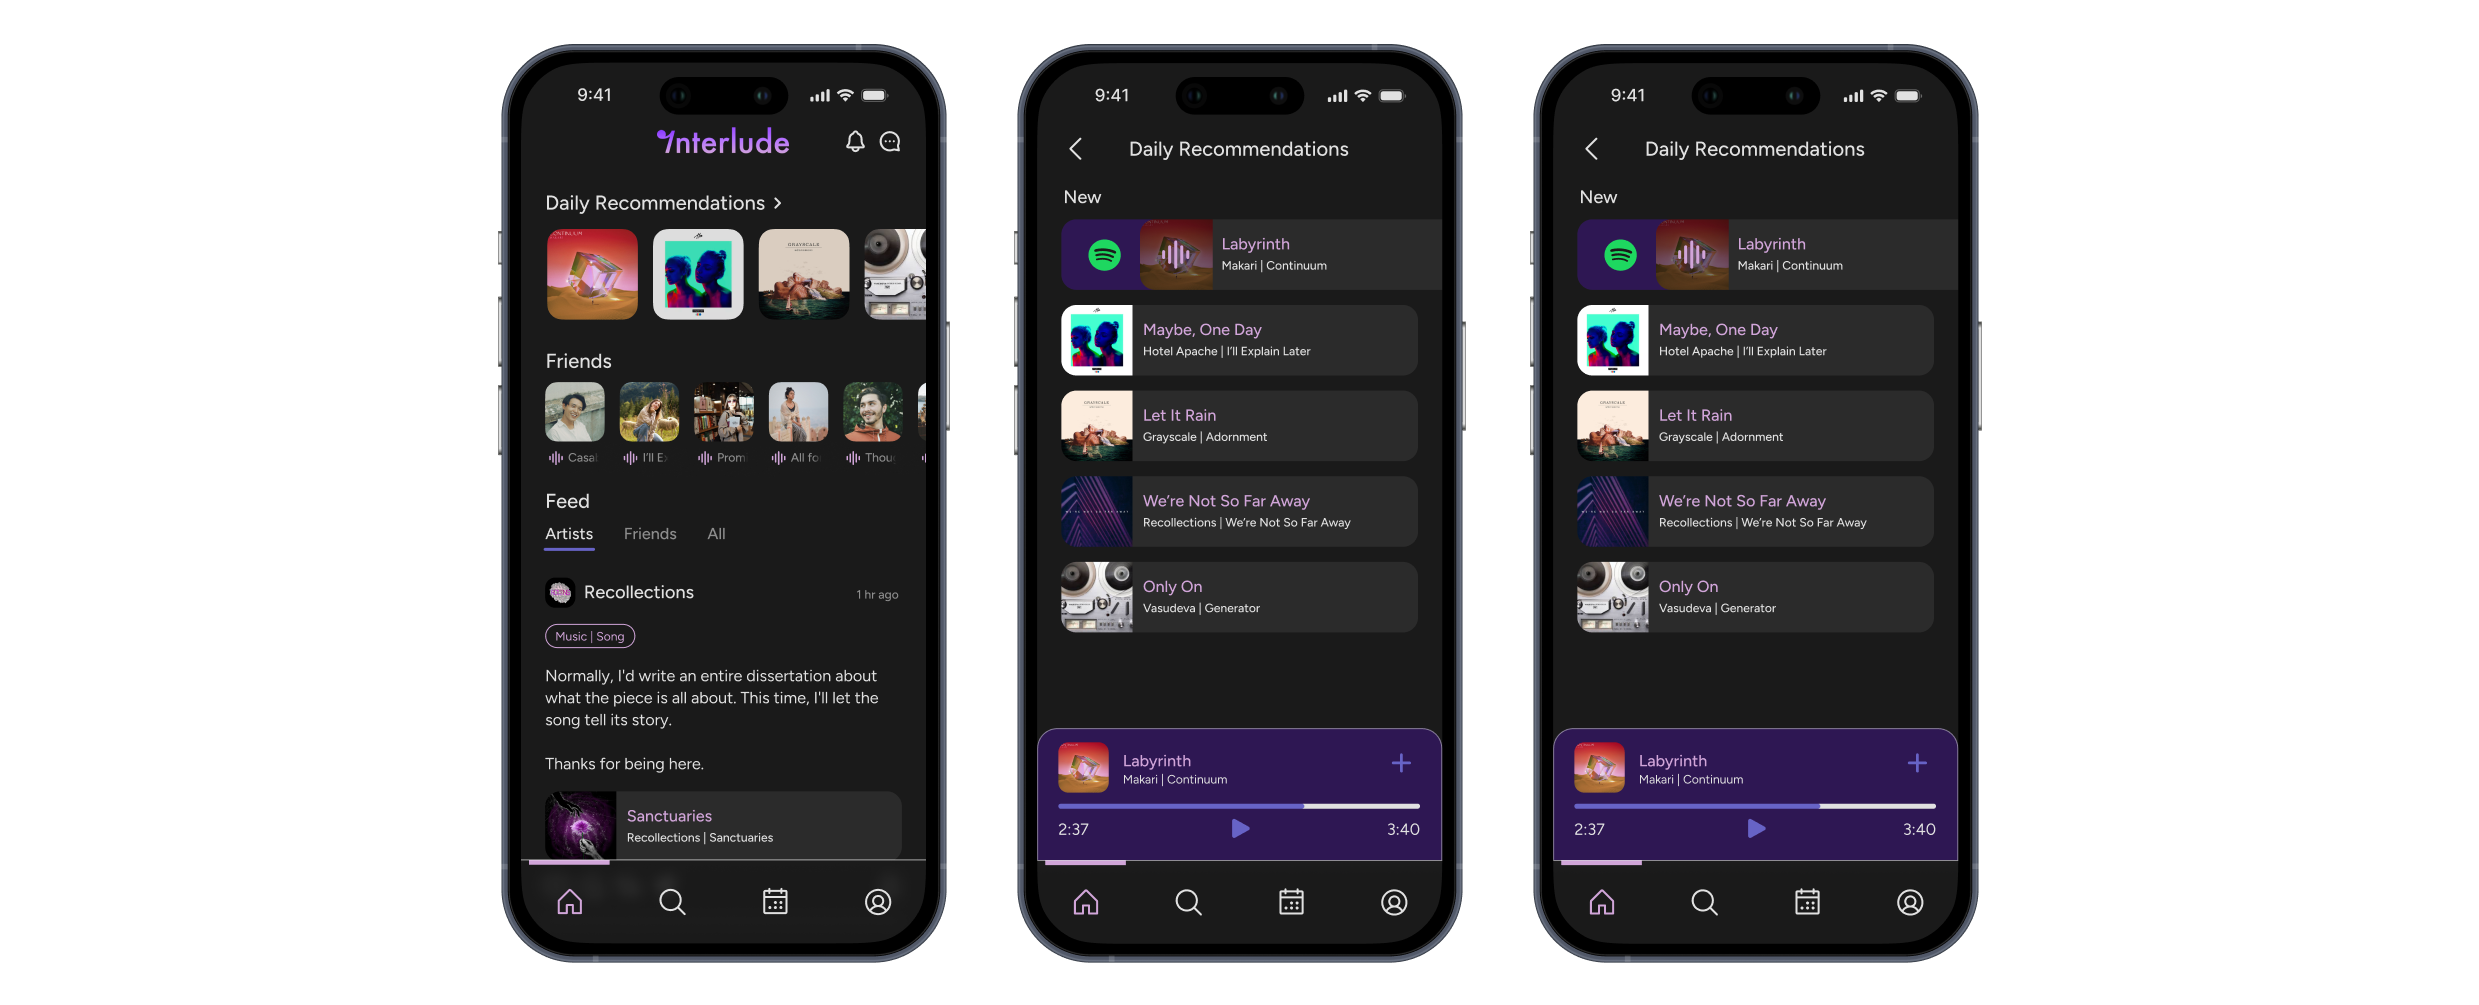 9:41
Interlude
Daily Recommendations
GRAYSCALE
Friends
Casal
I'll E
Prom
All fo
Thou
Feed
Artists
Friends
All
Recollections
1 hr ago
Music | Song
Normally, I'd write an entire dissertation about
what the piece is all about. This time, I'll let the
song tell its story.
Thanks for being here.
Sanctuaries
Recollections | Sanctuaries
9:41
Daily Recommendations
New
Labyrinth
Makari | Continuum
Maybe, One Day
Hotel Apache | I'll Explain Later
Let It Rain
Grayscale | Adornment
We're Not So Far Away
Recollections | We're Not So Far Away
Only On
Vasudeva | Generator
Labyrinth
Makari | Continuum
2:37
3:40
9:41
Daily Recommendations
New
Labyrinth
Makari | Continuum
Maybe, One Day
Hotel Apache | I'll Explain Later
Let It Rain
Grayscale | Adornment
We're Not So Far Away
Recollections | We're Not So Far Away
Only On
Vasudeva | Generator
Labyrinth
Makari | Continuum
2:37
3:40